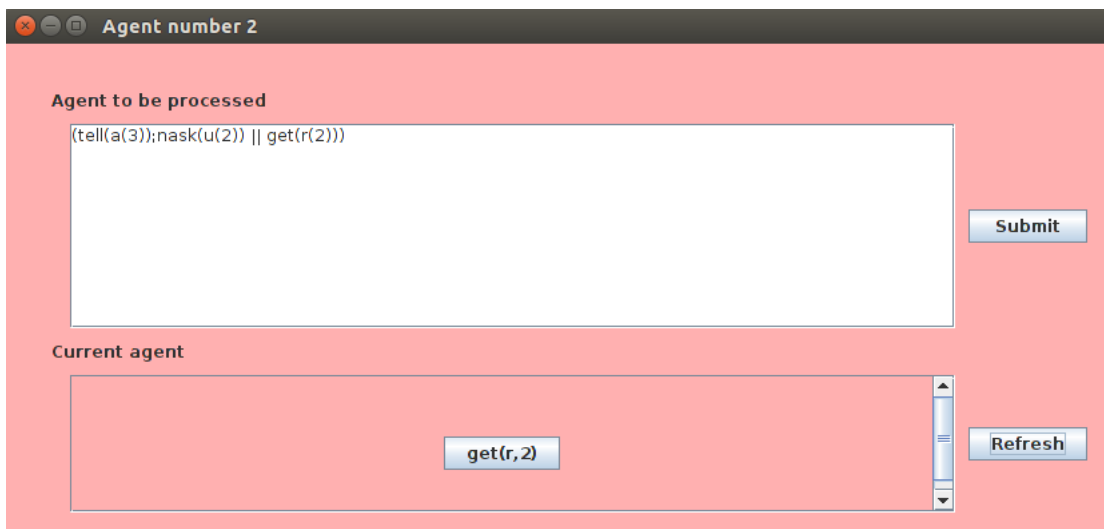 Agent number 2
Agent to be processed
(tell(a(3));nask(u(2)) || get(r(2)))
Submit
Current agent
get(r,2)
Refresh